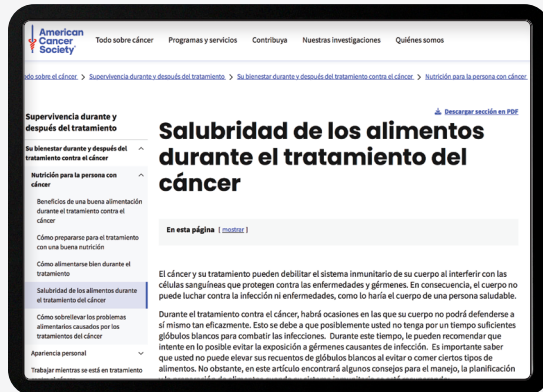 American
Cancer
Society
Todo sobre cáncer
Programas y servicios
Contribuya
Nuestras investigaciones
Quiénes somos
do sobre el cáncer > Supervivencia durante y después del tratamiento > Su bienestar durante y después del tratamiento contra el cáncer > Nutrición para la persona con cáncer
Descargar sección en PDF
Supervivencia durante y
después del tratamiento
Su bienestar durante y después del
tratamiento contra el cáncer
Nutrición para la persona con
cáncer
Beneficios de una buena alimentación
durante el tratamiento contra el
cáncer
Cómo prepararse para el tratamiento
con una buena nutrición
Cómo alimentarse bien durante el
tratamiento
Salubridad de los alimentos durante
el tratamiento del cáncer
Cómo sobrellevar los problemas
alimentarios causados por los
tratamientos del cáncer
Apariencia personal
Trabajar mientras se está en tratamiento
Salubridad de los alimentos
durante el tratamiento del
cáncer
En esta página [ mostrar ]
El cáncer y su tratamiento pueden debilitar el sistema inmunitario de su cuerpo al interferir con las
células sanguíneas que protegen contra las enfermedades y gérmenes. En consecuencia, el cuerpo no
puede luchar contra la infección ni enfermedades, como lo haría el cuerpo de una persona saludable.
Durante el tratamiento contra el cáncer, habrá ocasiones en las que su cuerpo no podrá defenderse a
sí mismo tan eficazmente. Esto se debe a que posiblemente usted no tenga por un tiempo suficientes
glóbulos blancos para combatir las infecciones. Durante este tiempo, le pueden recomendar que
intente en lo posible evitar la exposición a gérmenes causantes de infección. Es importante saber
que usted no puede elevar sus recuentos de glóbulos blancos al evitar o comer ciertos tipos de
alimentos. No obstante, en este artículo encontrará algunos consejos para el manejo, la planificación